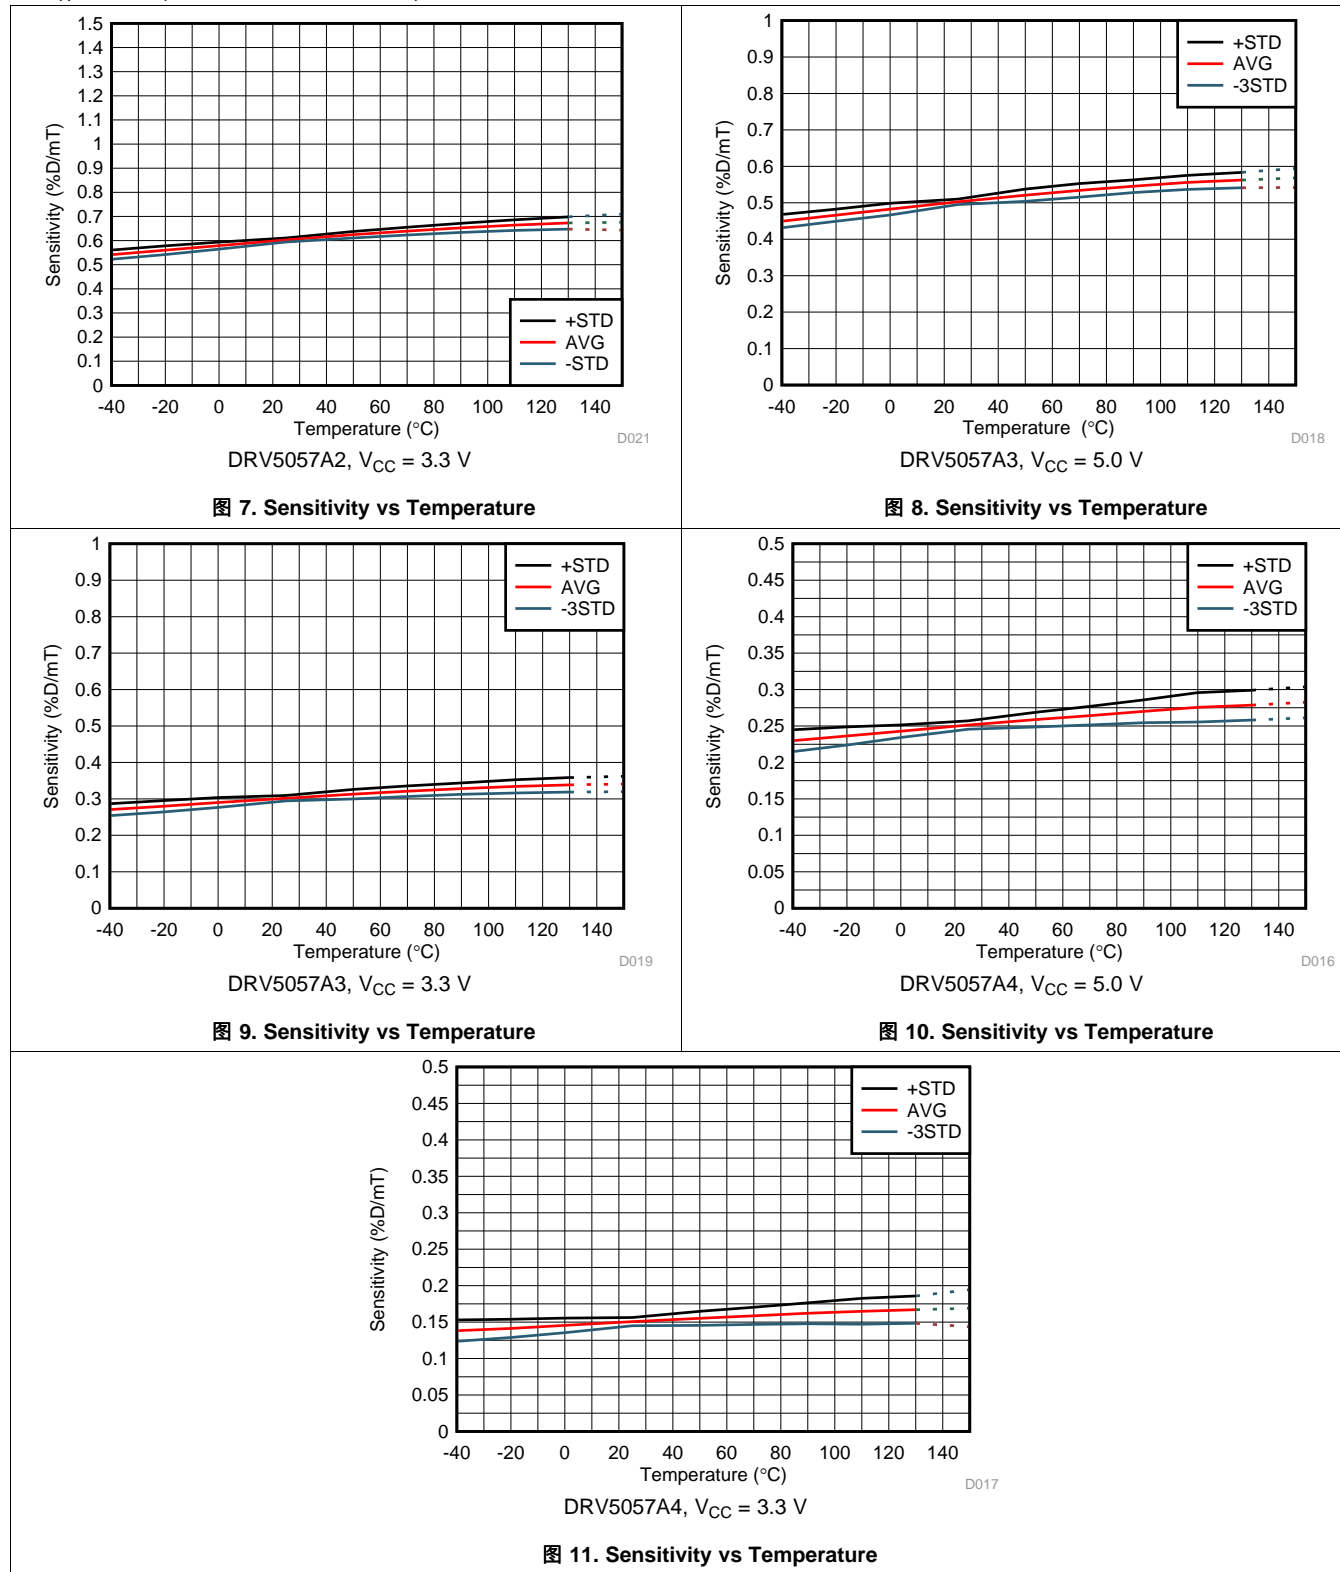 1.5
1.4
1.3
1.2
1.1
1
0.9
0.8
0.7
0.6
0.5
0.4
0.3
0.2
0.1
0
Sensitivity (%D/mT)
+STD
AVG
-STD
-40 -20 0 20 40 60 80 100 120 140
Temperature (°C)
D021
DRV5057A2, VCC = 3.3 V
图 7. Sensitivity vs Temperature
1
0.9
0.8
0.7
0.6
0.5
0.4
0.3
0.2
0.1
0
Sensitivity (%D/mT)
+STD
AVG
-3STD
-40 -20 0 20 40 60 80 100 120 140
Temperature (°C)
D018
DRV5057A3, VCC = 5.0 V
图 8. Sensitivity vs Temperature
1
0.9
0.8
0.7
0.6
0.5
0.4
0.3
0.2
0.1
0
Sensitivity (%D/mT)
+STD
AVG
-3STD
-40 -20 0 20 40 60 80 100 120 140
Temperature (°C)
D019
DRV5057A3, VCC = 3.3 V
图 9. Sensitivity vs Temperature
0.5
0.45
0.4
0.35
0.3
0.25
0.2
0.15
0.1
0.05
0
Sensitivity (%D/mT)
+STD
AVG
-3STD
-40 -20 0 20 40 60 80 100 120 140
Temperature (°C)
D016
DRV5057A4, VCC = 5.0 V
图 10. Sensitivity vs Temperature
0.5
0.45
0.4
0.35
0.3
0.25
0.2
0.15
0.1
0.05
0
Sensitivity (%D/mT)
+STD
AVG
-3STD
-40 -20 0 20 40 60 80 100 120 140
Temperature (°C)
D017
DRV5057A4, VCC = 3.3 V
图 11. Sensitivity vs Temperature